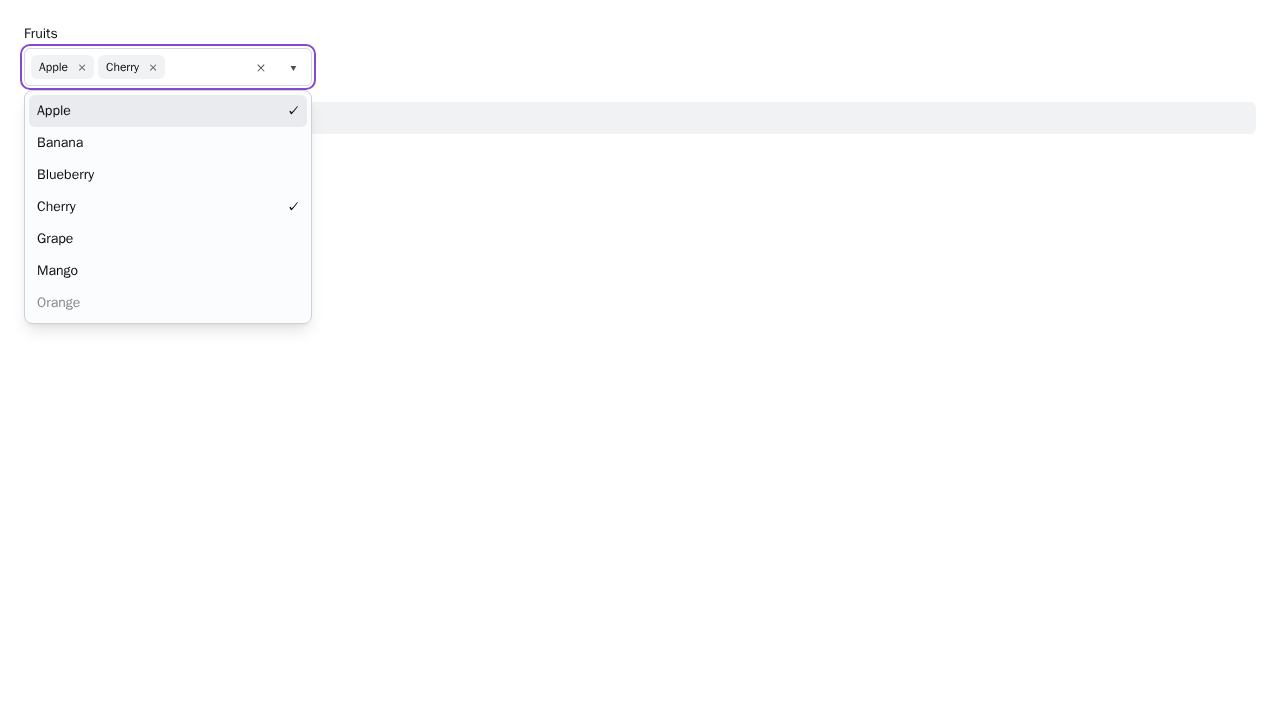 Fruits
Apple × Cherry × × ▼
Apple ✓
Banana
Blueberry
Cherry ✓
Grape
Mango
Orange